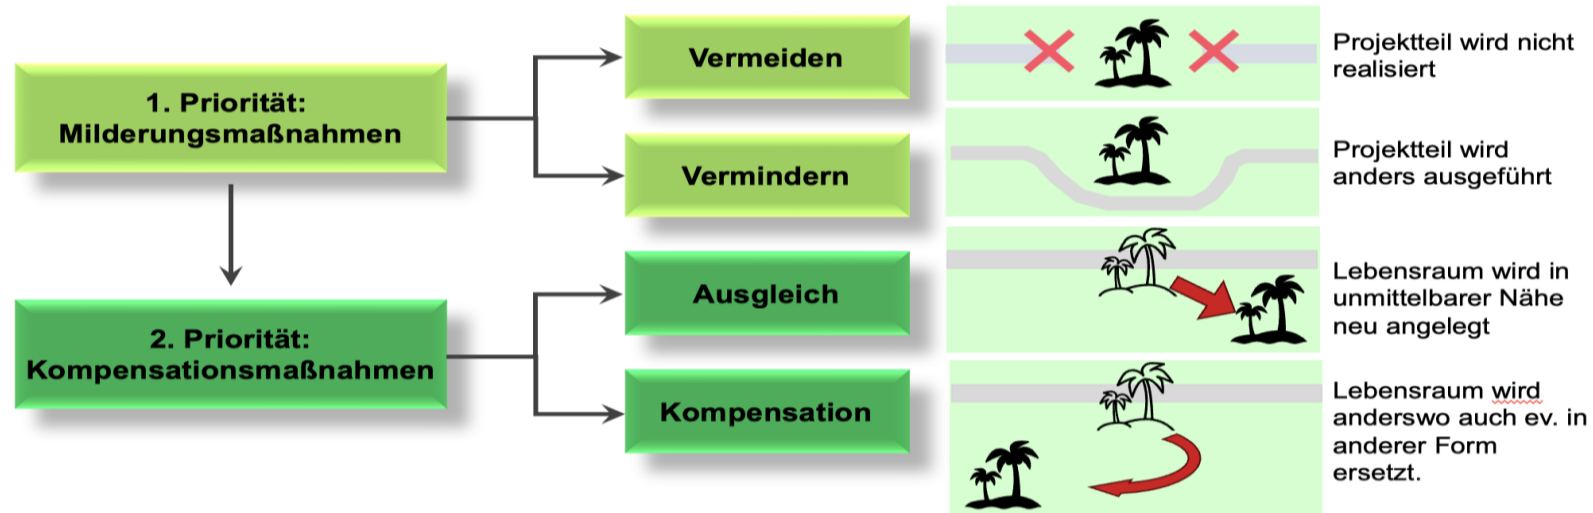 1. Priorität:
Milderungsmaßnahmen
Vermeiden
Projektteil wird nicht
realisiert
Vermindern
Projektteil wird
anders ausgeführt
2. Priorität:
Kompensationsmaßnahmen
Ausgleich
Lebensraum wird in
unmittelbarer Nähe
neu angelegt
Kompensation
Lebensraum wird
anderswo auch ev. in
anderer Form
ersetzt.